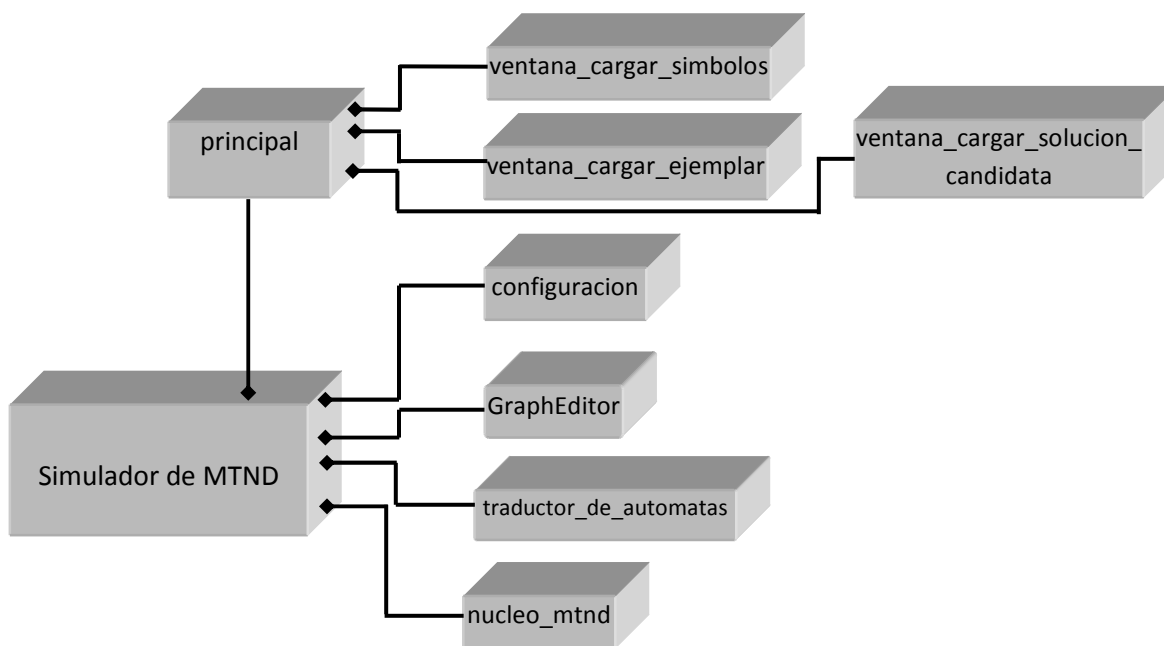 ventana_cargar_simbolos
principal
ventana_cargar_ejemplar
ventana_cargar_solucion_
candidata
configuracion
GraphEditor
Simulador de MTND
traductor_de_automatas
nucleo_mtnd